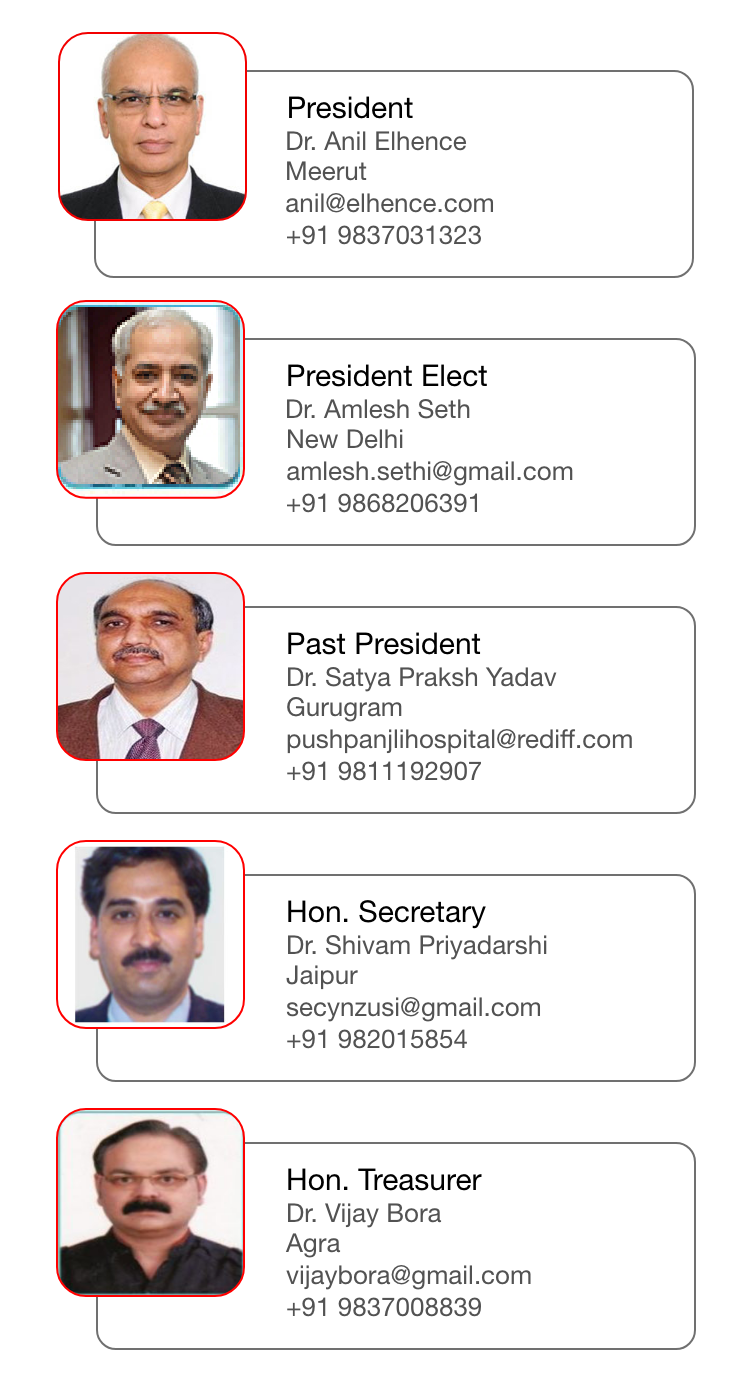 President
Dr. Anil Elhence
Meerut
anil@elhence.com
+91 9837031323
President Elect
Dr. Amlesh Seth
New Delhi
amlesh.sethi@gmail.com
+91 9868206391
Past President
Dr. Satya Praksh Yadav
Gurugram
pushpanjlihospital@rediff.com
+91 9811192907
Hon. Secretary
Dr. Shivam Priyadarshi
Jaipur
secynzusi@gmail.com
+91 982015854
Hon. Treasurer
Dr. Vijay Bora
Agra
vijaybora@gmail.com
+91 9837008839